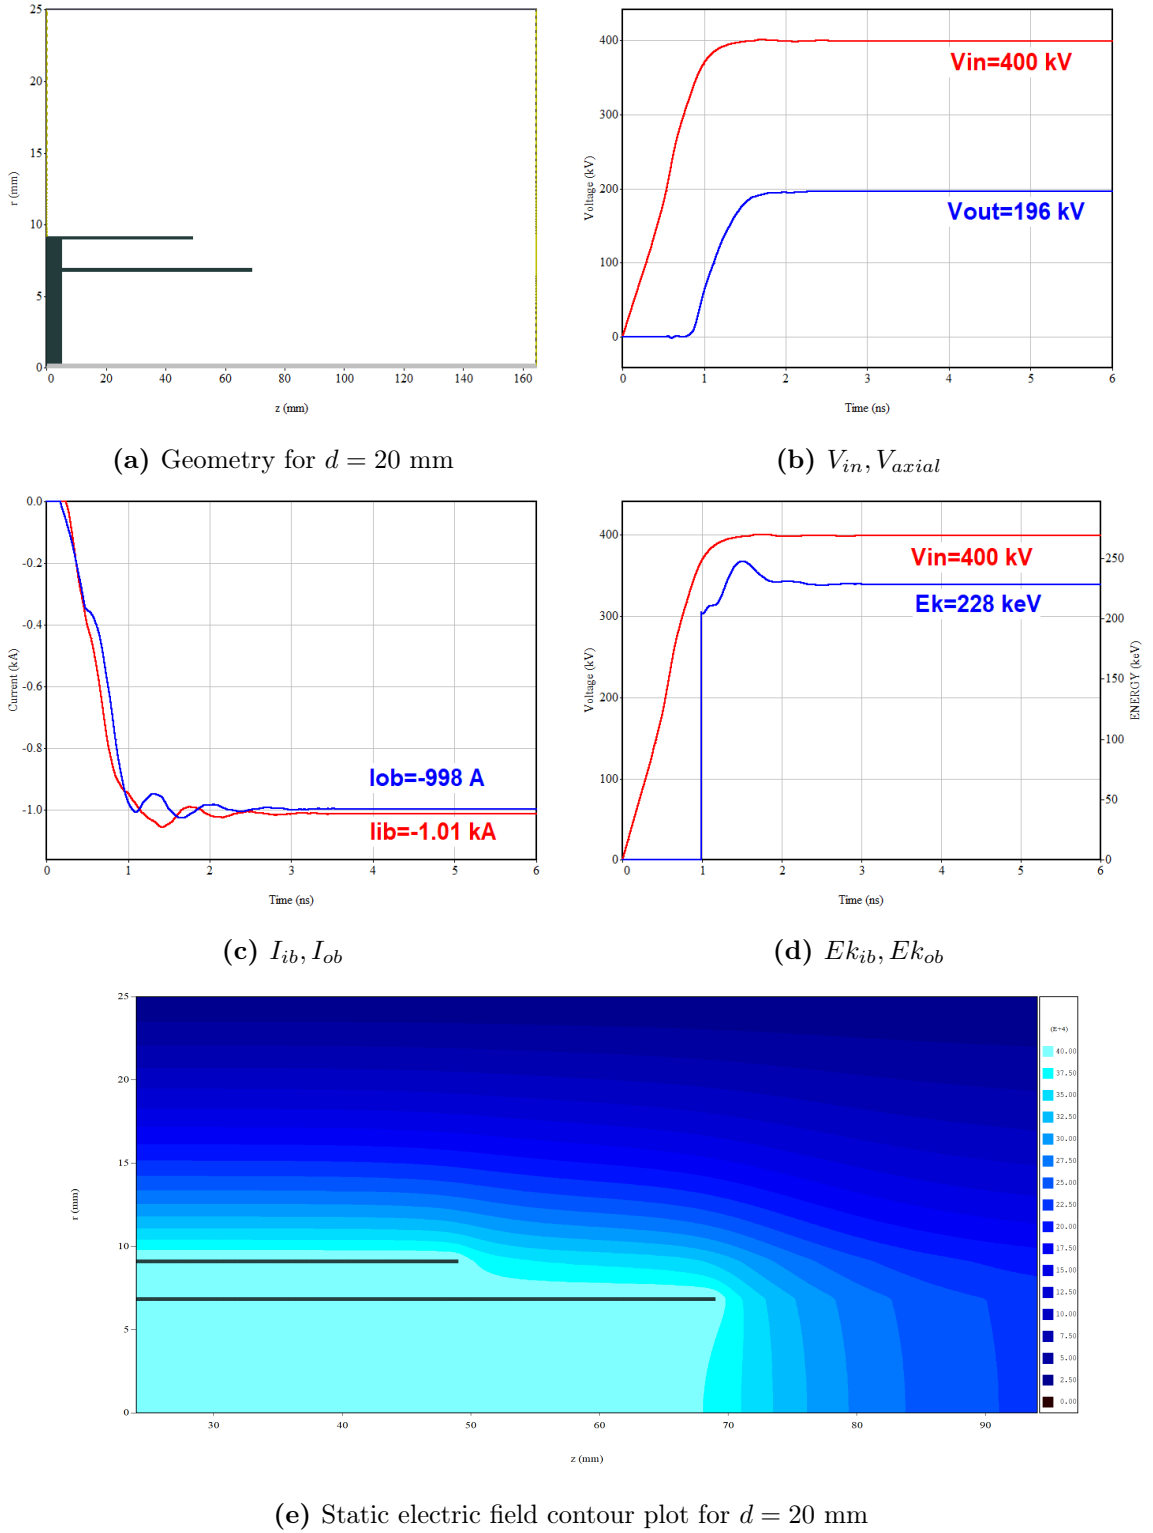 25
20
15
10
5
0
r (mm)
0 20 40 60 80 100 120 140 160
z (mm)
(a) Geometry for d = 20 mm
400
300
200
100
0
Voltage (kV)
Vin=400 kV
Vout=196 kV
0 1 2 3 4 5 6
Time (ns)
(b) V_in, V_axial
0.0
-0.2
-0.4
-0.6
-0.8
-1.0
Current (kA)
Iob=-998 A
Iib=-1.01 kA
0 1 2 3 4 5 6
Time (ns)
(c) I_ib, I_ob
400
300
200
100
0
Voltage (kV)
Vin=400 kV
Ek=228 keV
250
200
150
100
50
0
ENERGY (keV)
0 1 2 3 4 5 6
Time (ns)
(d) Ek_ib, Ek_ob
25
20
15
10
5
0
r (mm)
30 40 50 60 70 80 90
z (mm)
(E+4)
40.00
37.50
35.00
32.50
30.00
27.50
25.00
22.50
20.00
17.50
15.00
12.50
10.00
7.50
5.00
2.50
0.00
(e) Static electric field contour plot for d = 20 mm